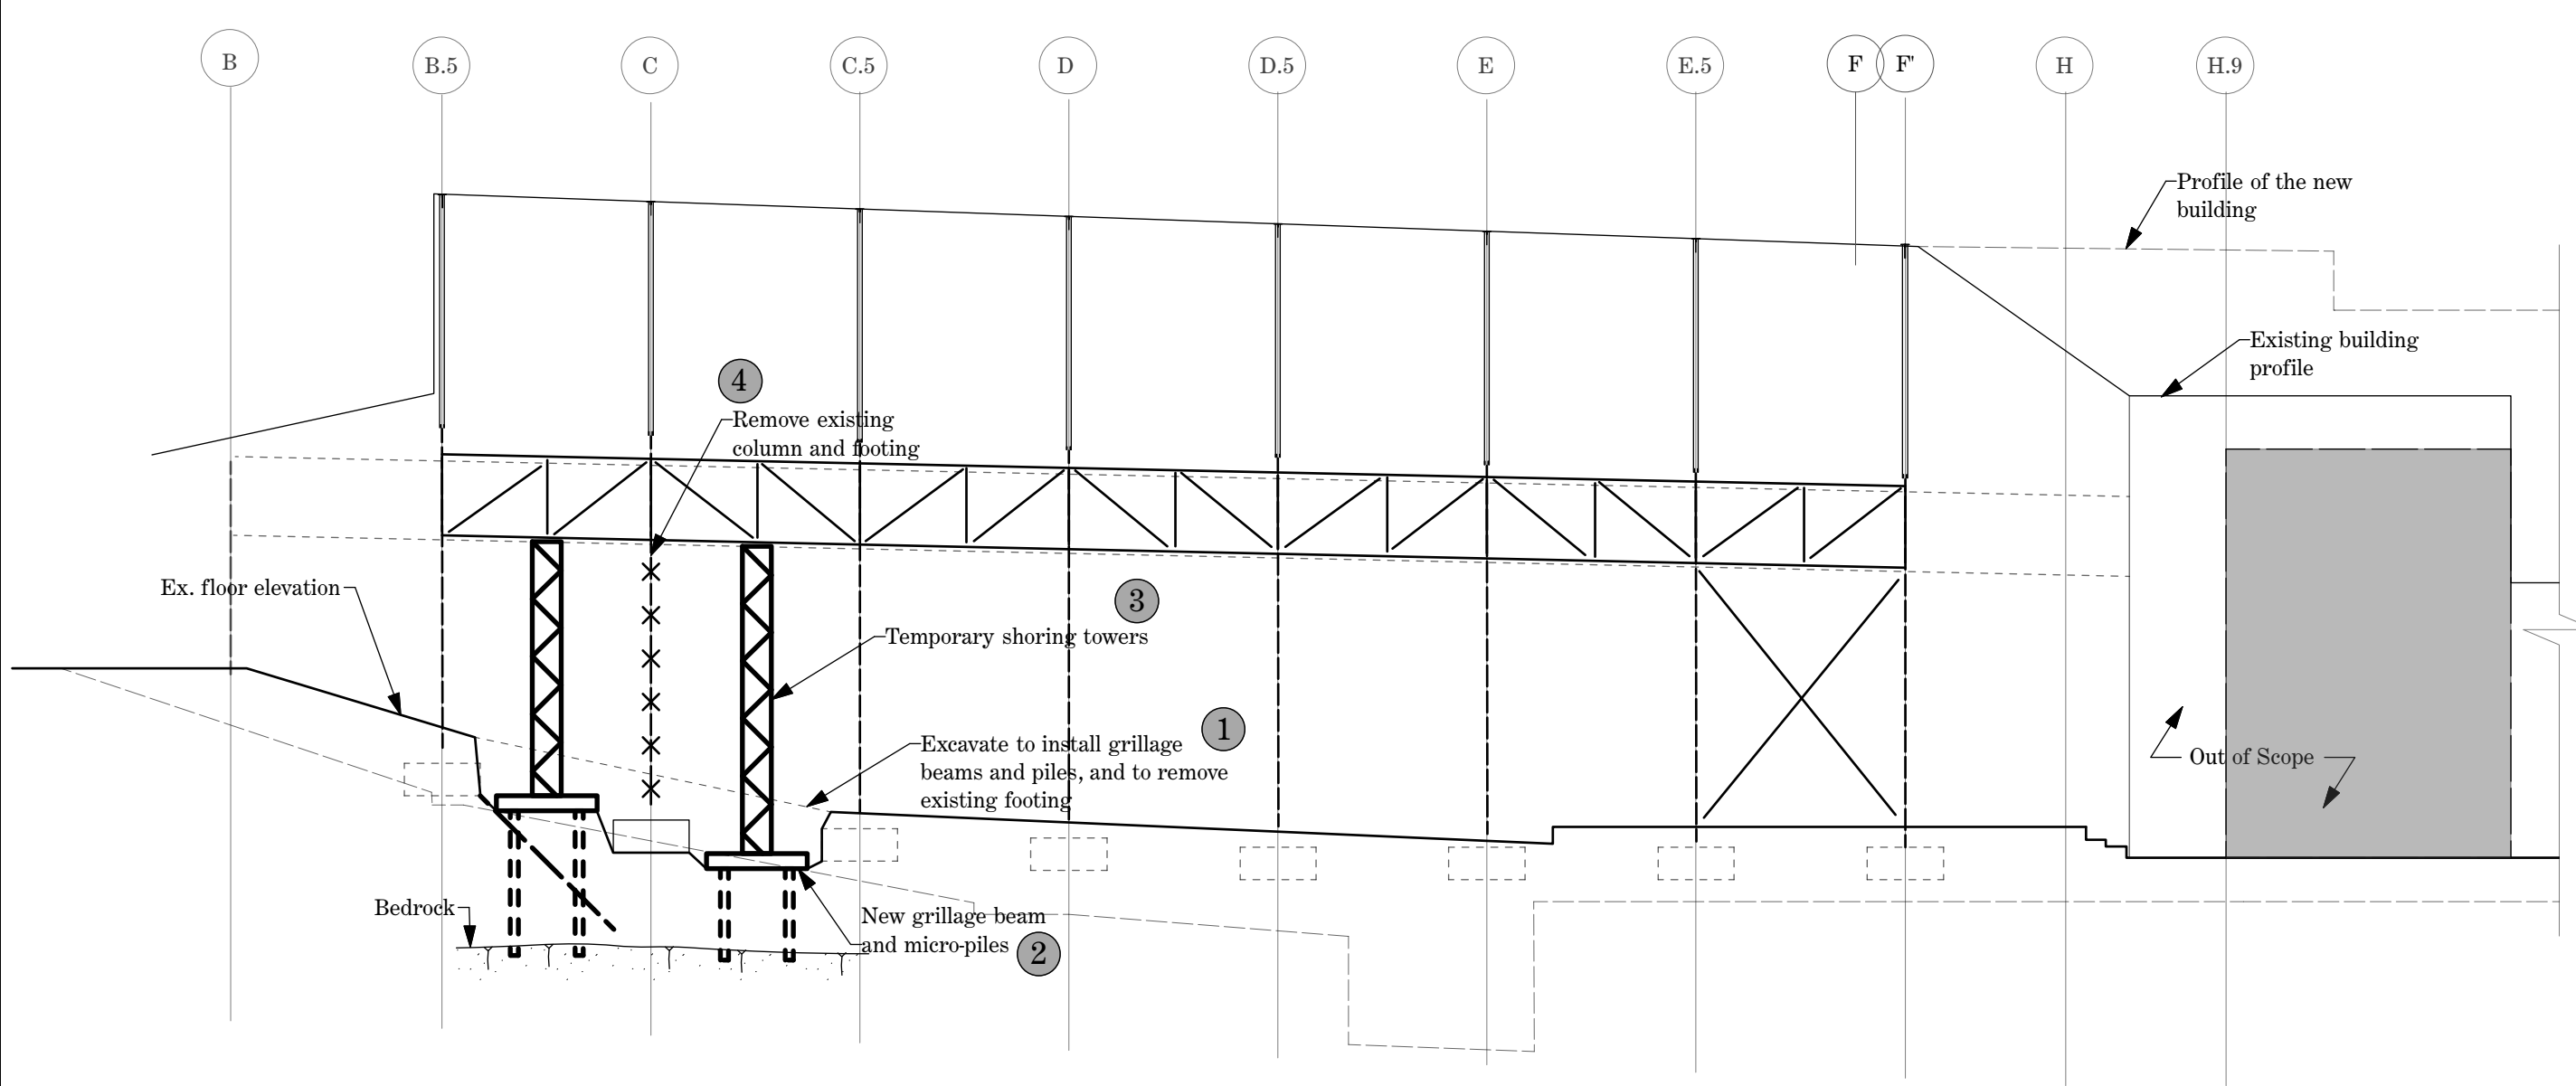 B
B.5
C
C.5
D
D.5
E
E.5
F
F'
H
H.9
Profile of the new
building
Existing building
profile
4
Remove existing
column and footing
Ex. floor elevation
3
Temporary shoring towers
1
Excavate to install grillage
beams and piles, and to remove
existing footing
Out of Scope
Bedrock
New grillage beam
and micro-piles
2